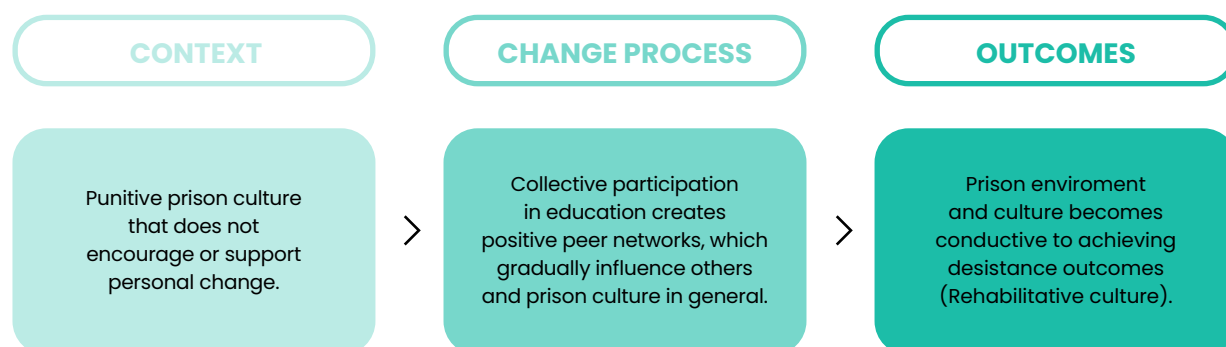 CONTEXT
CHANGE PROCESS
OUTCOMES
Punitive prison culture
that does not
encourage or support
personal change.
Collective participation
in education creates
positive peer networks, which
gradually influence others
and prison culture in general.
Prison enviroment
and culture becomes
conductive to achieving
desistance outcomes
(Rehabilitative culture).